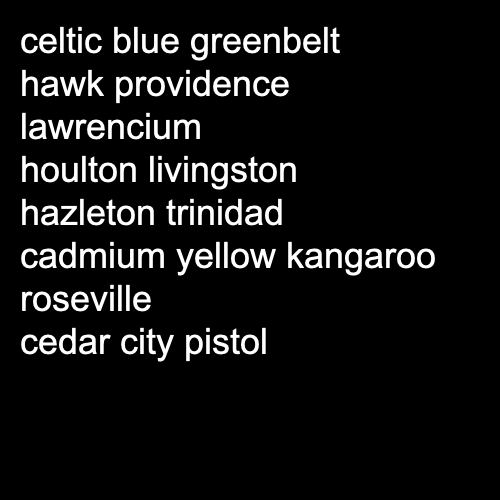 celtic blue greenbelt
hawk providence
lawrencium
houlton livingston
hazleton trinidad
cadmium yellow kangaroo
roseville
cedar city pistol